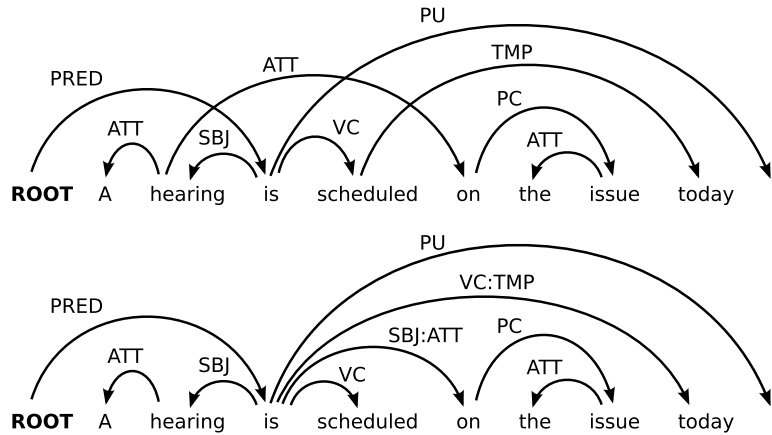 PU
TMP
ATT
PRED
PC
ATT
SBJ
VC
ATT
ROOT A hearing is scheduled on the issue today
PU
VC:TMP
PRED
SBJ:ATT
PC
ATT
SBJ
VC
ATT
ROOT A hearing is scheduled on the issue today